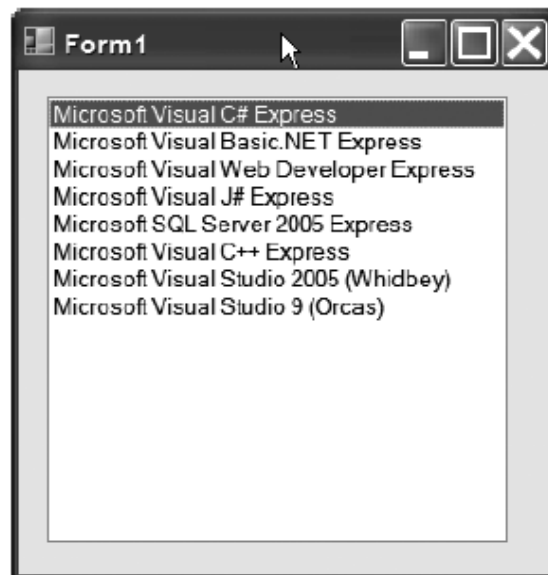 Form1
Microsoft Visual C# Express
Microsoft Visual Basic.NET Express
Microsoft Visual Web Developer Express
Microsoft Visual J# Express
Microsoft SQL Server 2005 Express
Microsoft Visual C++ Express
Microsoft Visual Studio 2005 (Whidbey)
Microsoft Visual Studio 9 (Orcas)